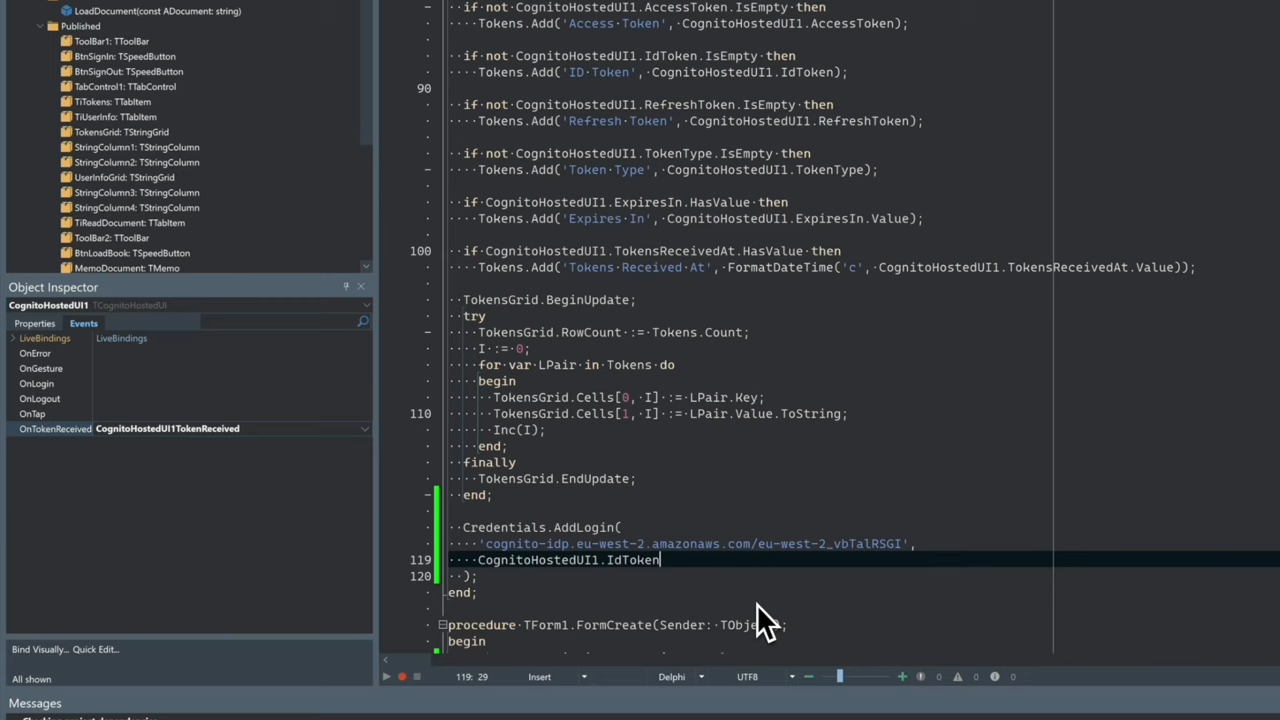 LoadDocument(const ADocument: string)
Published
ToolBar1: TToolBar
BtnSignIn: TSpeedButton
BtnSignOut: TSpeedButton
TabControl1: TTabControl
TiTokens: TTabItem
TiUserInfo: TTabItem
TokensGrid: TStringGrid
StringColumn1: TStringColumn
StringColumn2: TStringColumn
UserInfoGrid: TStringGrid
StringColumn3: TStringColumn
StringColumn4: TStringColumn
TiReadDocument: TTabItem
ToolBar2: TToolBar
BtnLoadBook: TSpeedButton
MemoDocument: TMemo
Object Inspector
CognitoHostedUI1 TCognitoHostedUI
Properties Events
LiveBindings LiveBindings
OnError
OnGesture
OnLogin
OnLogout
OnTap
OnTokenReceived CognitoHostedUI1TokenReceived
Bind Visually... Quick Edit...
All shown
if not CognitoHostedUI1.AccessToken.IsEmpty then
Tokens.Add('Access Token', CognitoHostedUI1.AccessToken);
if not CognitoHostedUI1.IdToken.IsEmpty then
Tokens.Add('ID Token', CognitoHostedUI1.IdToken);
90
if not CognitoHostedUI1.RefreshToken.IsEmpty then
Tokens.Add('Refresh Token', CognitoHostedUI1.RefreshToken);
if not CognitoHostedUI1.TokenType.IsEmpty then
Tokens.Add('Token Type', CognitoHostedUI1.TokenType);
if CognitoHostedUI1.ExpiresIn.HasValue then
Tokens.Add('Expires In', CognitoHostedUI1.ExpiresIn.Value);
100 if CognitoHostedUI1.TokensReceivedAt.HasValue then
Tokens.Add('Tokens Received At', FormatDateTime('c', CognitoHostedUI1.TokensReceivedAt.Value));
TokensGrid.BeginUpdate;
try
TokensGrid.RowCount := Tokens.Count;
I := 0;
for var LPair in Tokens do
begin
TokensGrid.Cells[0, I] := LPair.Key;
110 TokensGrid.Cells[1, I] := LPair.Value.ToString;
Inc(I);
end;
finally
TokensGrid.EndUpdate;
end;
Credentials.AddLogin(
'cognito-idp.eu-west-2.amazonaws.com/eu-west-2_vbTalRSGI',
119 CognitoHostedUI1.IdToken
120 );
end;
procedure TForm1.FormCreate(Sender: TObje
begin
119: 29 Insert Delphi UTF8 0 0 0
Messages